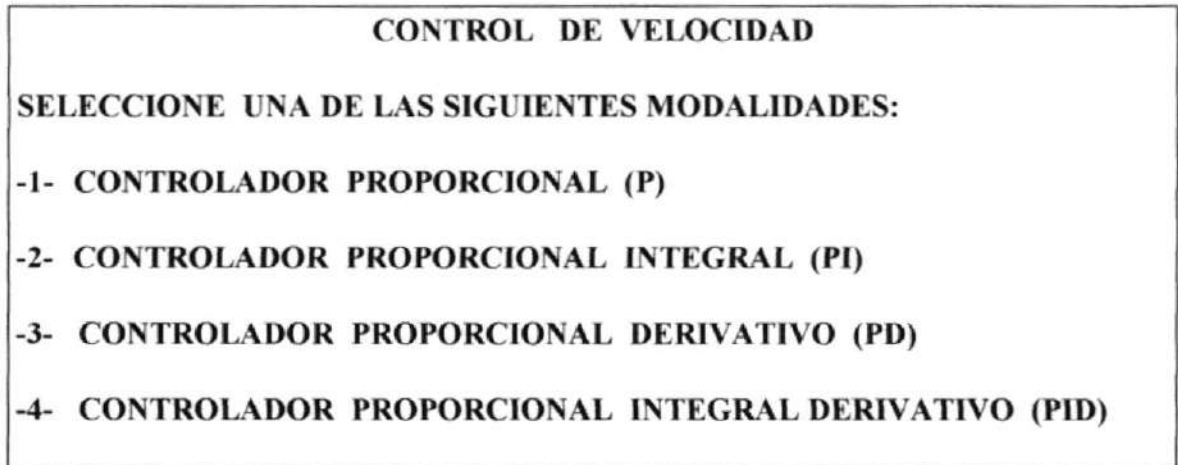 CONTROL DE VELOCIDAD
SELECCIONE UNA DE LAS SIGUIENTES MODALIDADES:
-1- CONTROLADOR PROPORCIONAL (P)
-2- CONTROLADOR PROPORCIONAL INTEGRAL (PI)
-3- CONTROLADOR PROPORCIONAL DERIVATIVO (PD)
-4- CONTROLADOR PROPORCIONAL INTEGRAL DERIVATIVO (PID)